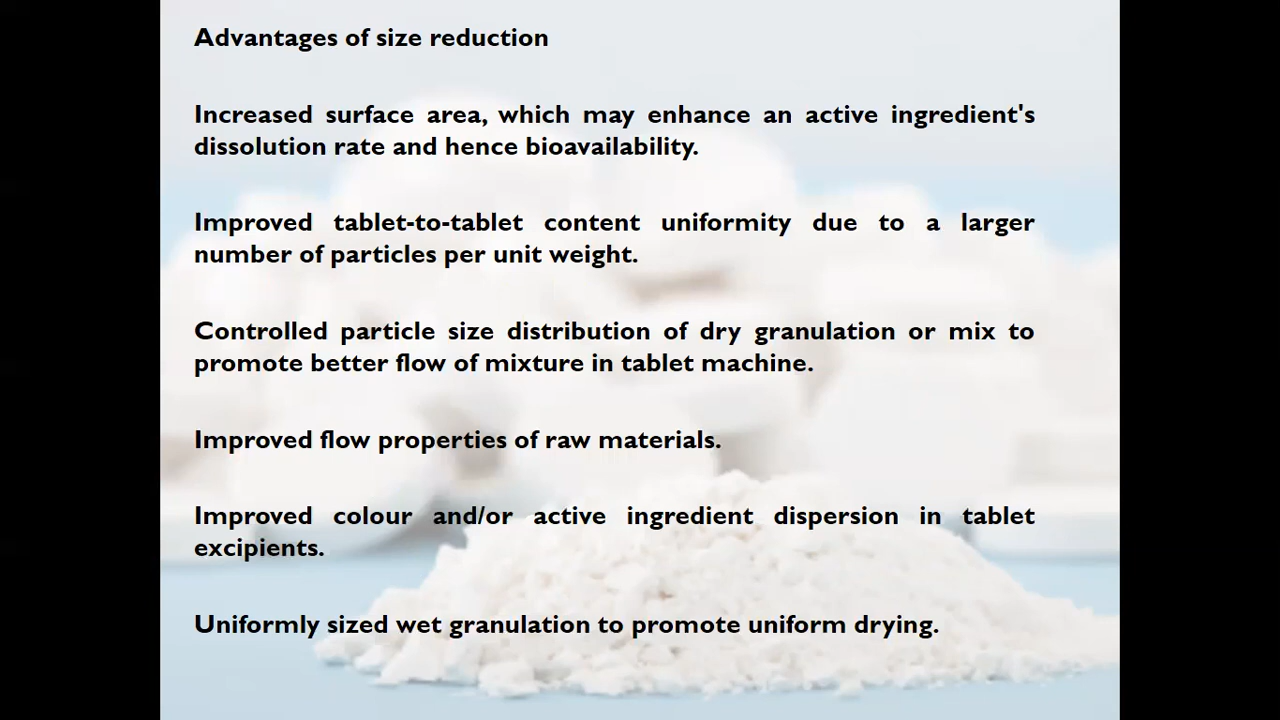 Advantages of size reduction
Increased surface area, which may enhance an active ingredient's
dissolution rate and hence bioavailability.
Improved tablet-to-tablet content uniformity due to a larger
number of particles per unit weight.
Controlled particle size distribution of dry granulation or mix to
promote better flow of mixture in tablet machine.
Improved flow properties of raw materials.
Improved colour and/or active ingredient dispersion in tablet
excipients.
Uniformly sized wet granulation to promote uniform drying.